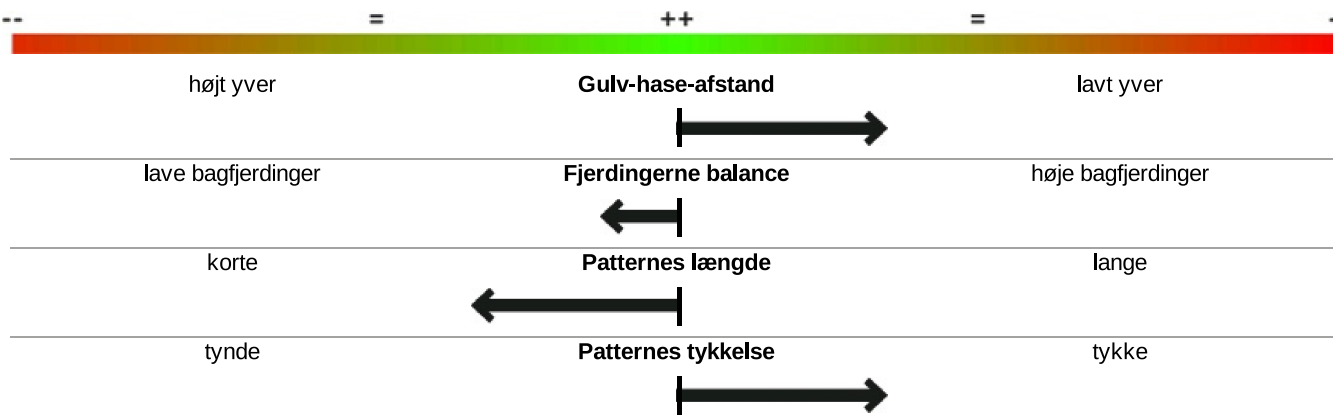 -- = ++ = -
højt yver Gulv-hase-afstand lavt yver
lave bagfjerdinger Fjerdingerne balance høje bagfjerdinger
korte Patternes længde lange
tynde Patternes tykkelse tykke